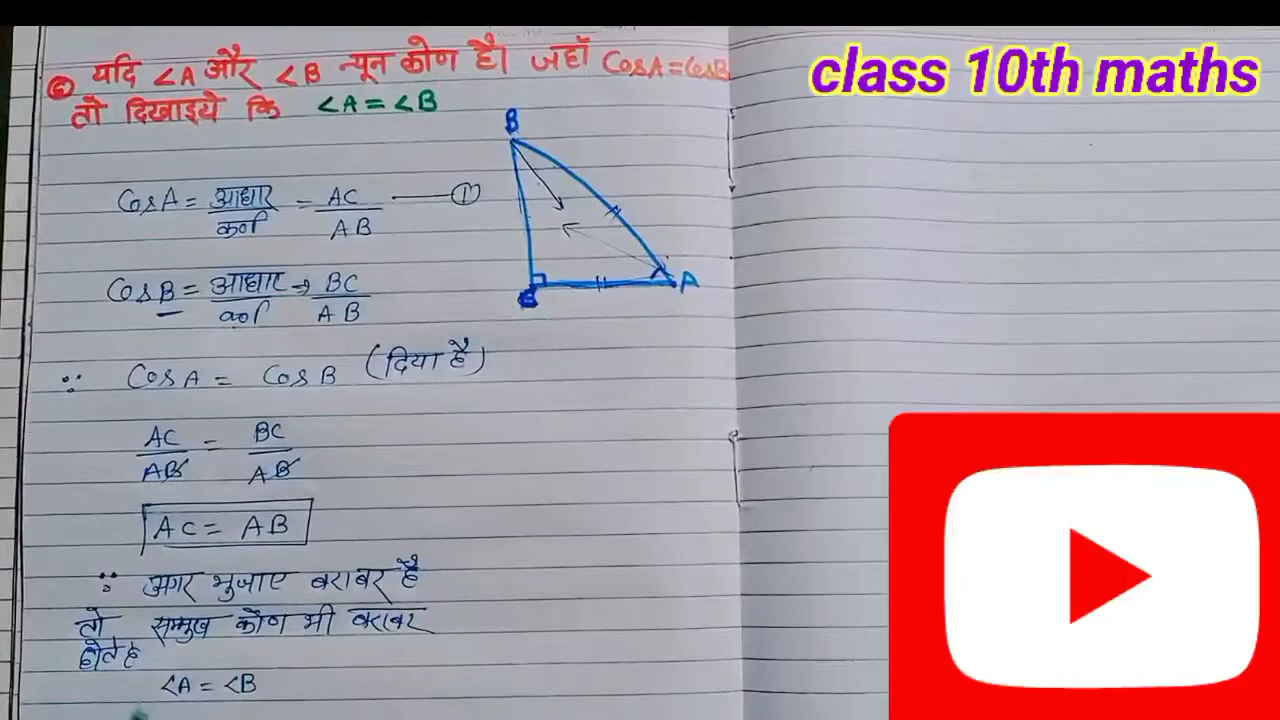 class 10th maths
6 यदि <A और <B न्यून कोण है। जहाँ CosA = CosB
तो दिखाइये कि <A = <B
B
CosA = आधार / कर्ण = AC / AB ——— ①
CosB = आधार / कर्ण → BC / AB
C A
∵ CosA = CosB (दिया है)
AC / AB = BC / AB
AC = AB
∵ अगर भुजाए बराबर है
तो सम्मुख कोण भी बराबर
होते है
<A = <B